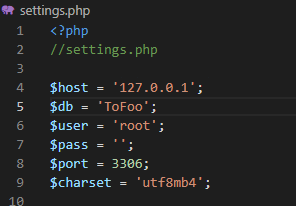 settings.php
1 <?php
2 //settings.php
3
4 $host = '127.0.0.1';
5 $db = 'ToFoo';
6 $user = 'root';
7 $pass = '';
8 $port = 3306;
9 $charset = 'utf8mb4';
10